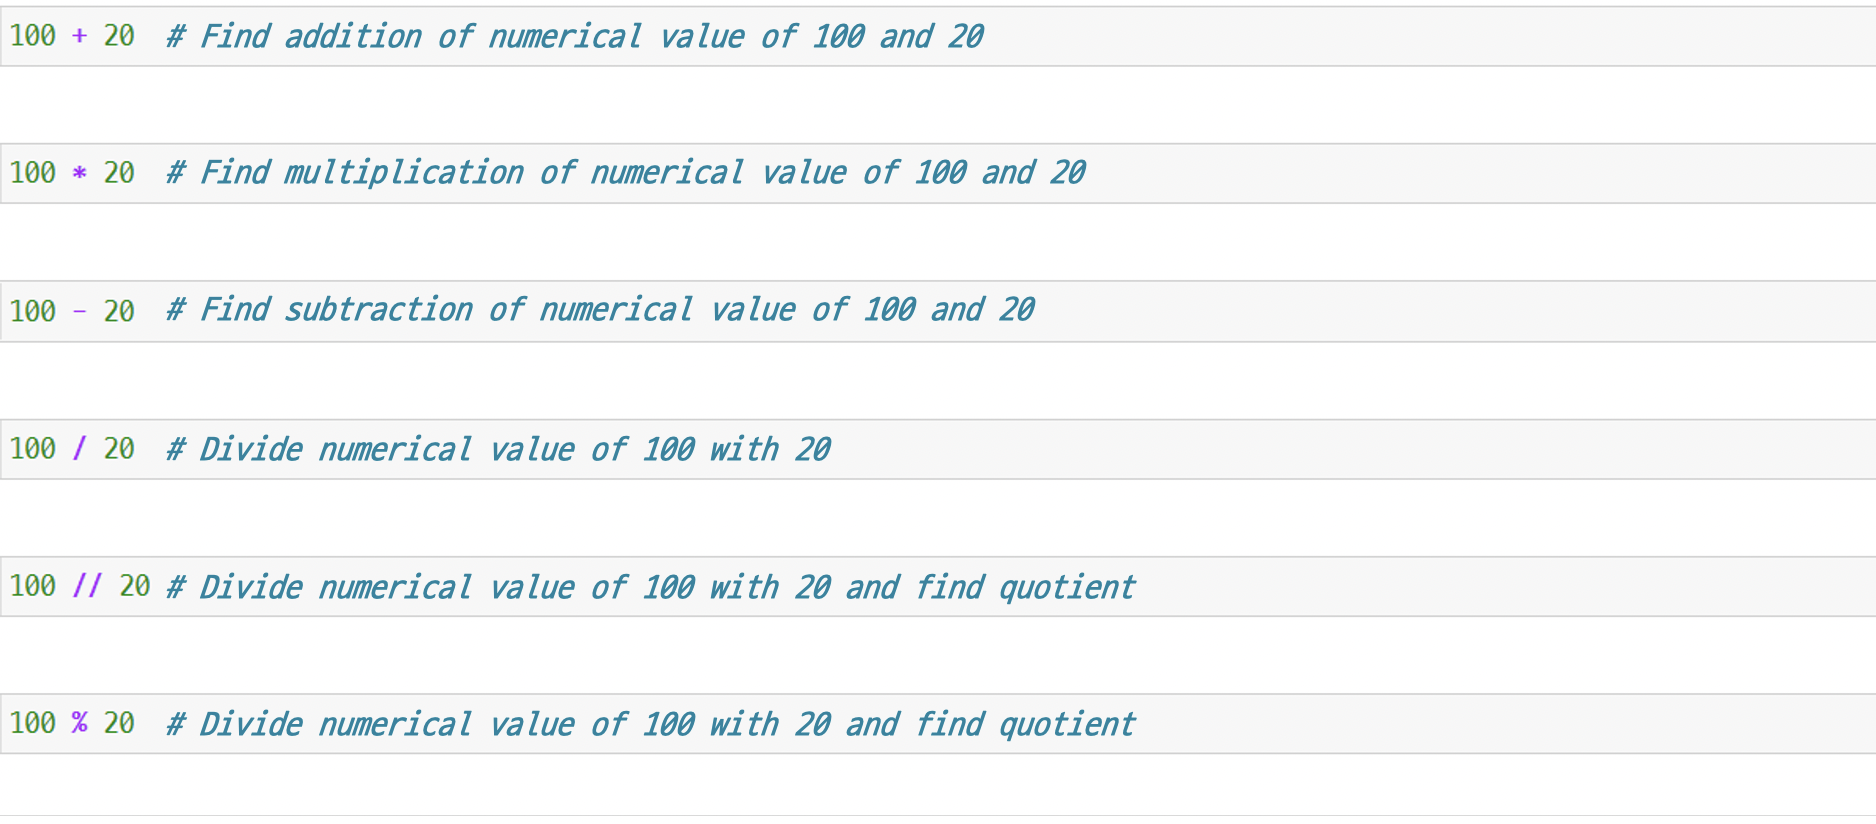 100 + 20  # Find addition of numerical value of 100 and 20
100 * 20  # Find multiplication of numerical value of 100 and 20
100 - 20  # Find subtraction of numerical value of 100 and 20
100 / 20  # Divide numerical value of 100 with 20
100 // 20 # Divide numerical value of 100 with 20 and find quotient
100 % 20  # Divide numerical value of 100 with 20 and find quotient